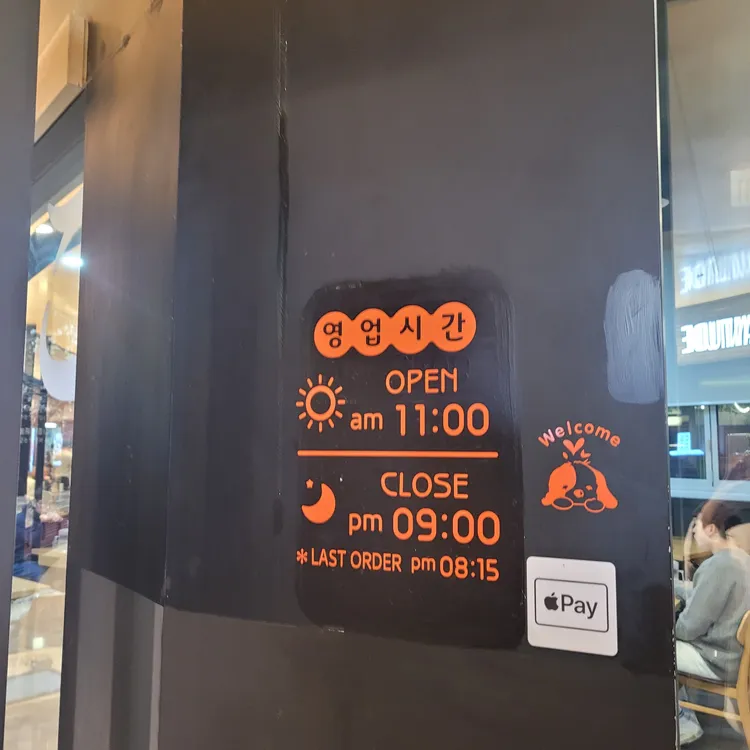 영업시간
OPEN
am 11:00
CLOSE
pm 09:00
*LAST ORDER pm 08:15
Welcome
Pay